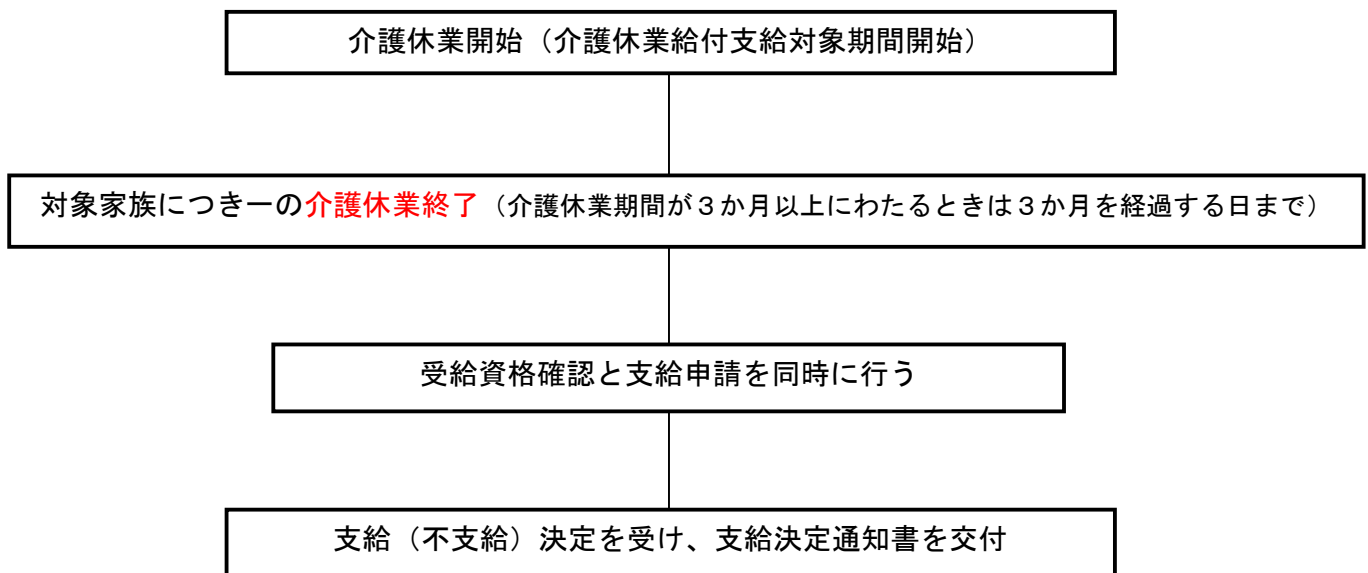 介護休業開始（介護休業給付支給対象期間開始）
対象家族につき一の介護休業終了（介護休業期間が３か月以上にわたるときは３か月を経過する日まで）
受給資格確認と支給申請を同時に行う
支給（不支給）決定を受け、支給決定通知書を交付